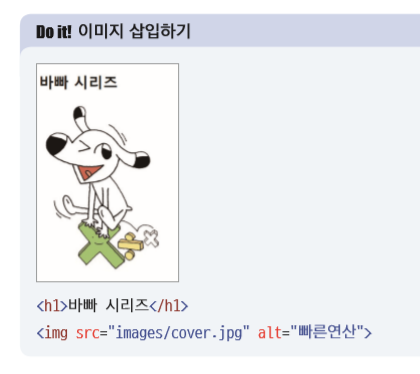 Do it! 이미지 삽입하기
바빠 시리즈
<h1>바빠 시리즈</h1>
<img src="images/cover.jpg" alt="빠른연산">